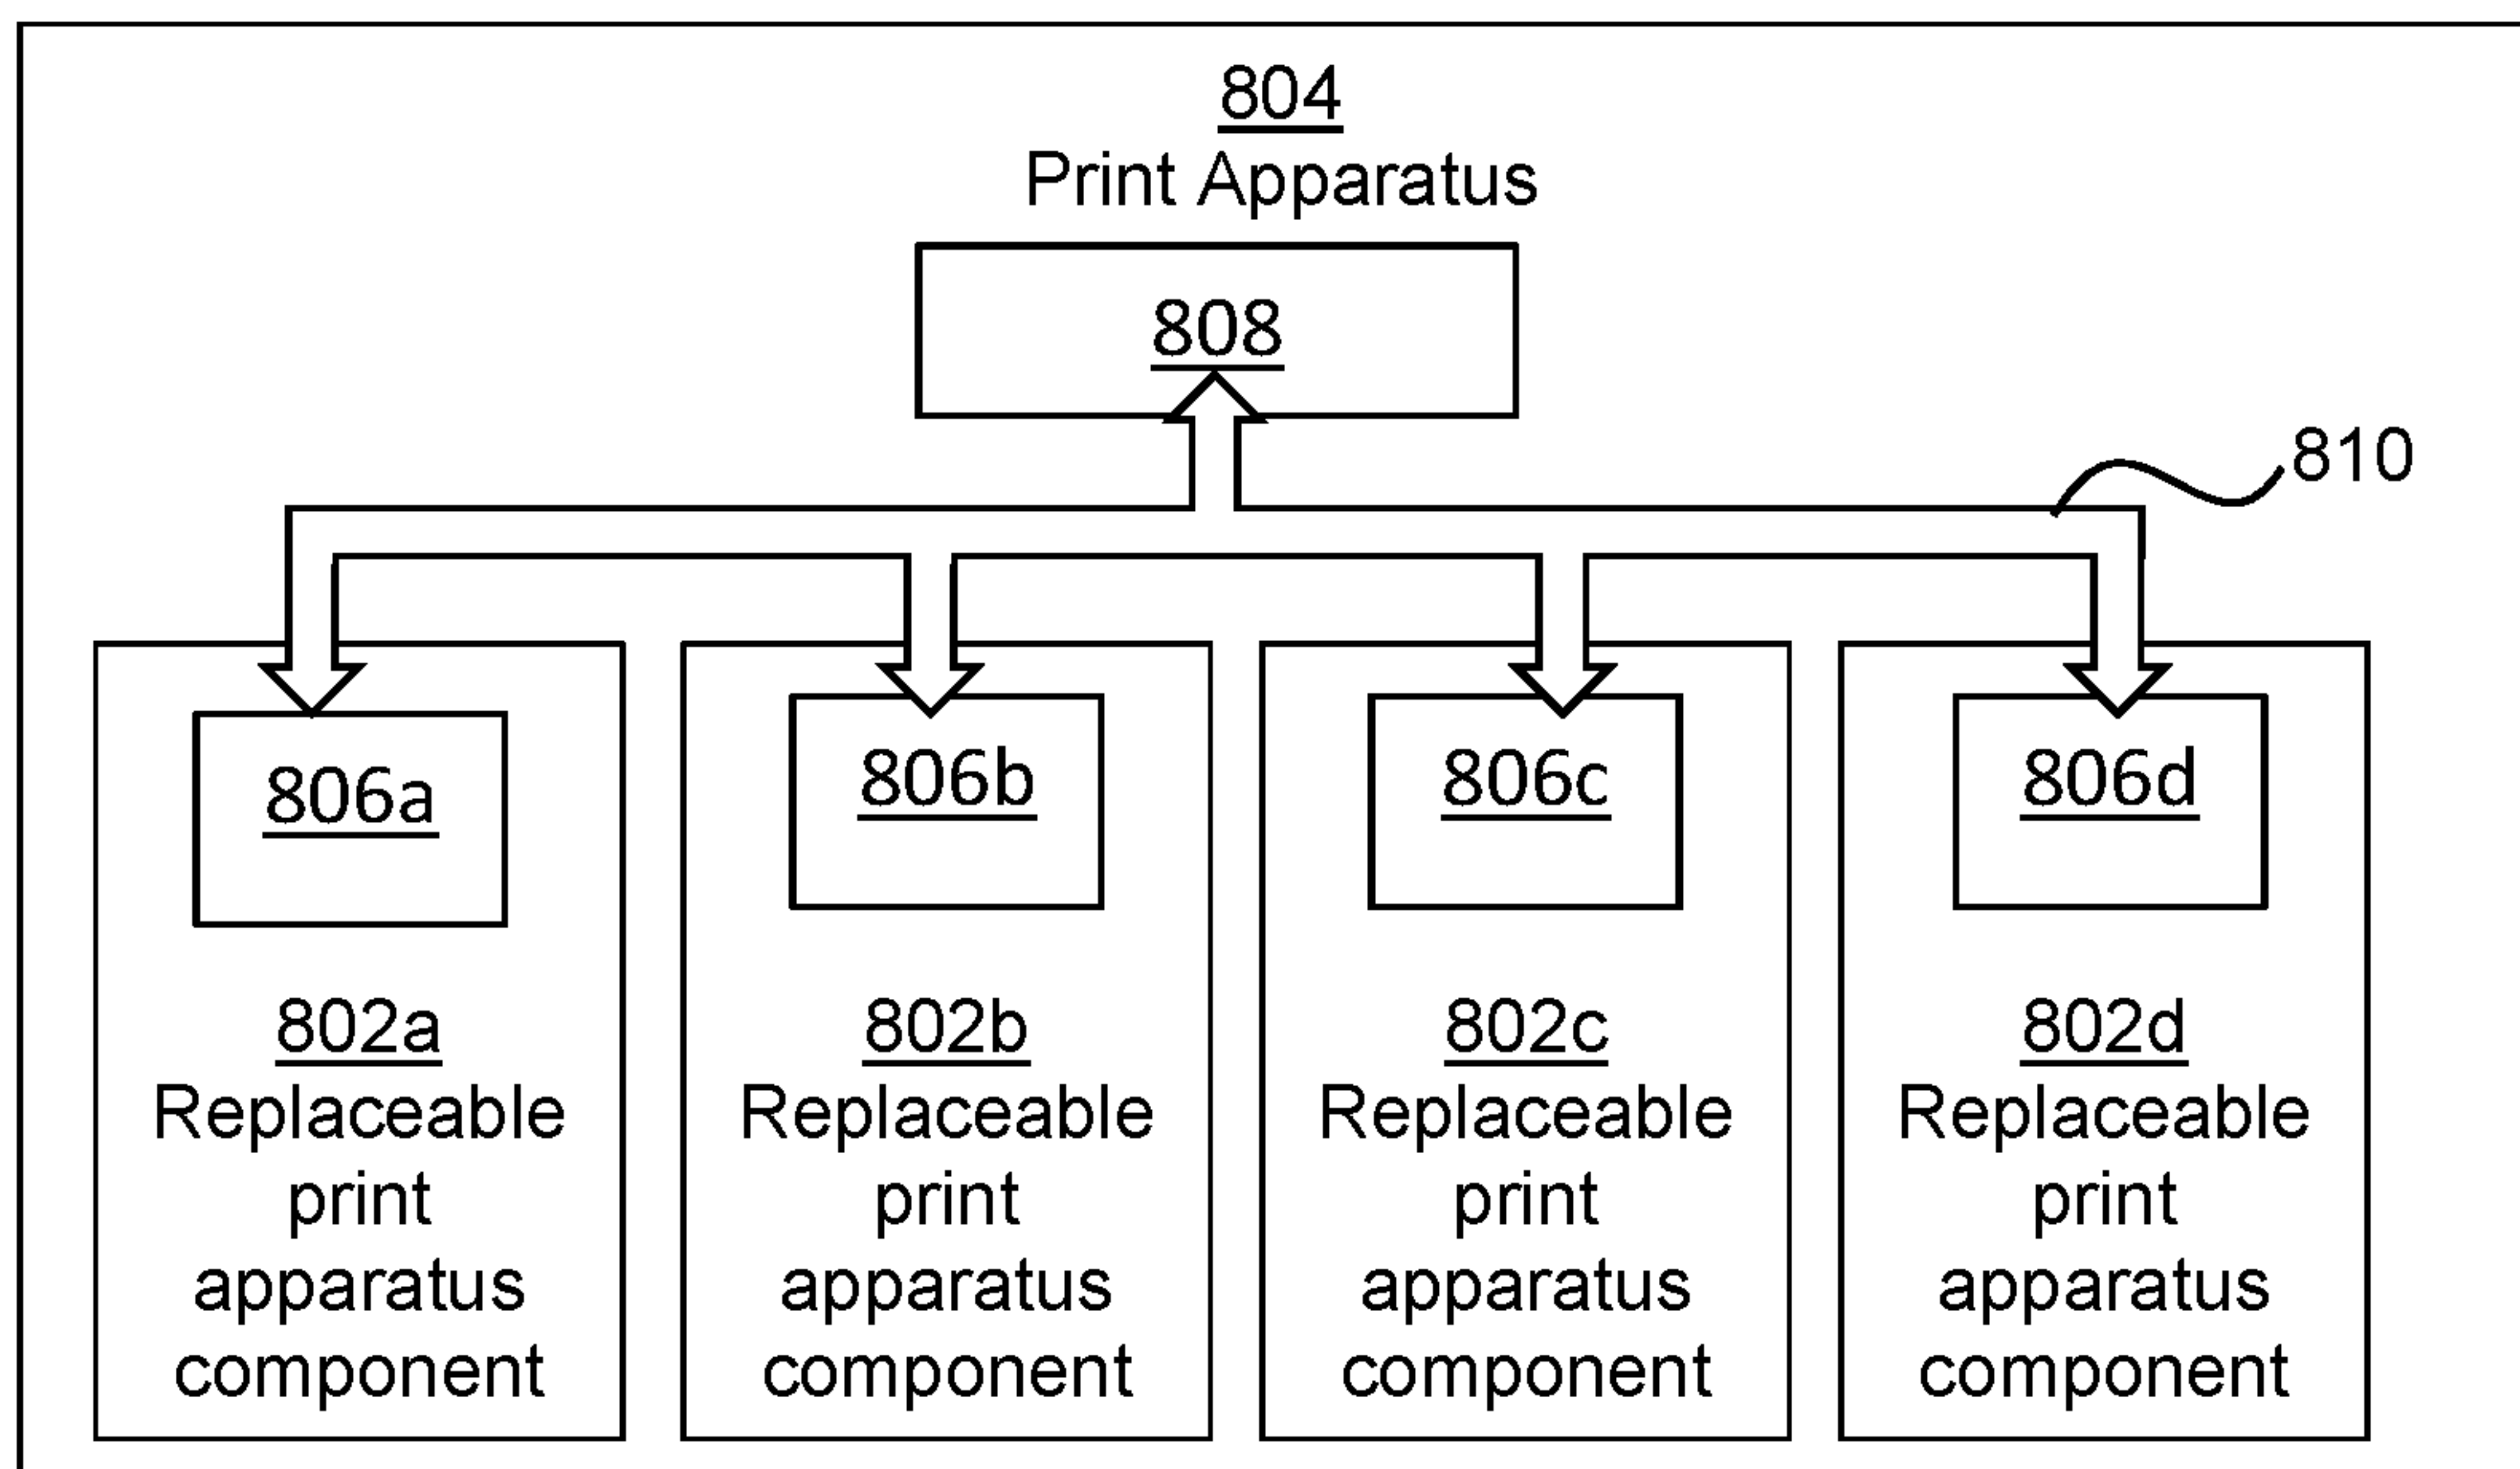 804
Print Apparatus
808
810
806a
806b
806c
806d
802a
Replaceable
print
apparatus
component
802b
Replaceable
print
apparatus
component
802c
Replaceable
print
apparatus
component
802d
Replaceable
print
apparatus
component